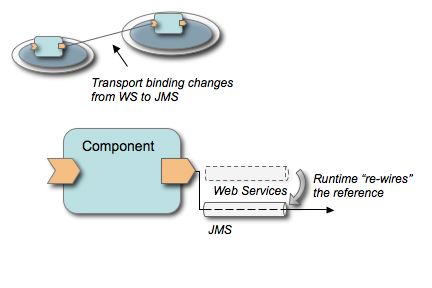 Transport binding changes
from WS to JMS
Component
Web Services
Runtime “re-wires”
the reference
JMS